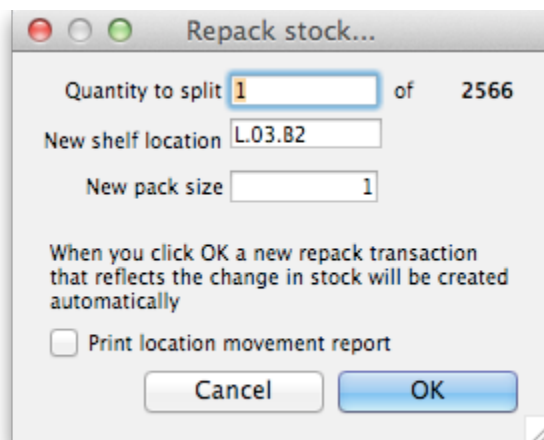 Repack stock...
Quantity to split 1 of 2566
New shelf location L.03.B2
New pack size 1
When you click OK a new repack transaction
that reflects the change in stock will be created
automatically
Print location movement report
Cancel OK